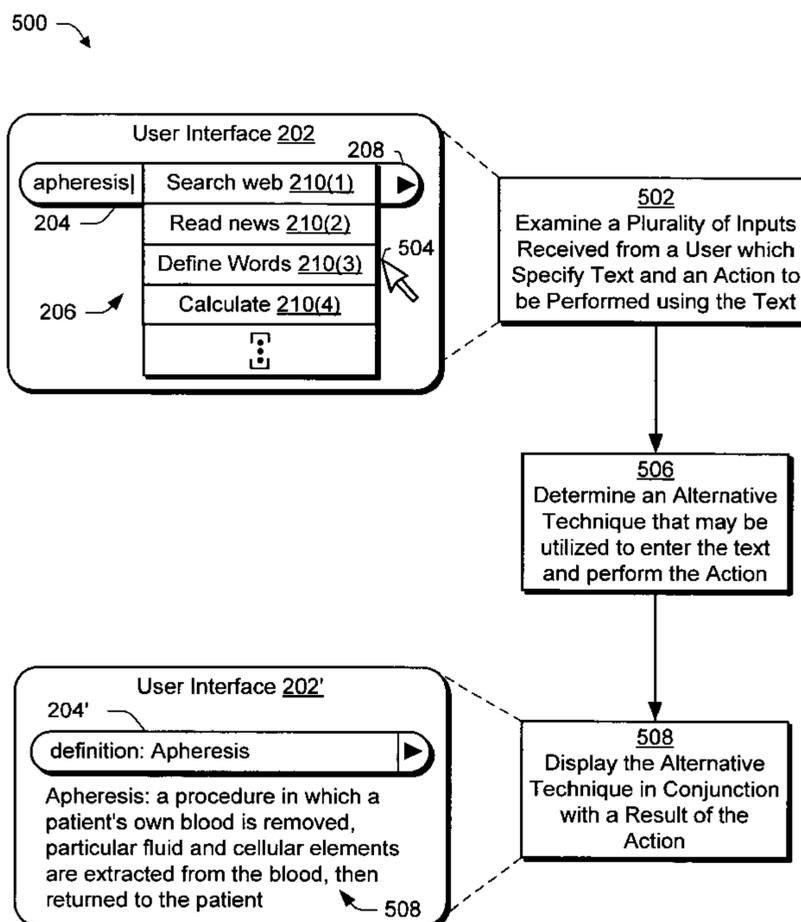 500
User Interface 202
208
apheresis|
Search web 210(1)
204
Read news 210(2)
Define Words 210(3)
504
206
Calculate 210(4)
502
Examine a Plurality of Inputs
Received from a User which
Specify Text and an Action to
be Performed using the Text
506
Determine an Alternative
Technique that may be
utilized to enter the text
and perform the Action
User Interface 202'
204'
definition: Apheresis
Apheresis: a procedure in which a
patient's own blood is removed,
particular fluid and cellular elements
are extracted from the blood, then
returned to the patient
508
508
Display the Alternative
Technique in Conjunction
with a Result of the
Action